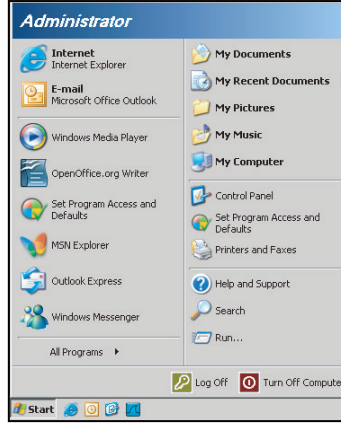 Administrator
Internet
Internet Explorer
E-mail
Microsoft Office Outlook
Windows Media Player
OpenOffice.org Writer
Set Program Access and
Defaults
MSN Explorer
Outlook Express
Windows Messenger
All Programs
My Documents
My Recent Documents
My Pictures
My Music
My Computer
Control Panel
Set Program Access and
Defaults
Printers and Faxes
Help and Support
Search
Run...
Log Off
Turn Off Compute
Start